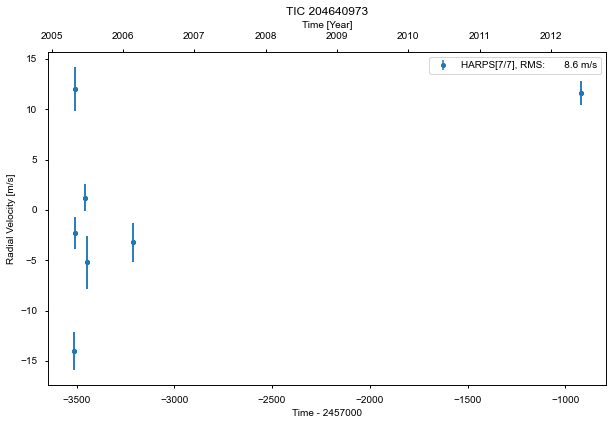 TIC 204640973
Time [Year]
2005 2006 2007 2008 2009 2010 2011 2012
HARPS[7/7], RMS: 8.6 m/s
15
10
5
0
−5
−10
−15
Radial Velocity [m/s]
−3500 −3000 −2500 −2000 −1500 −1000
Time - 2457000